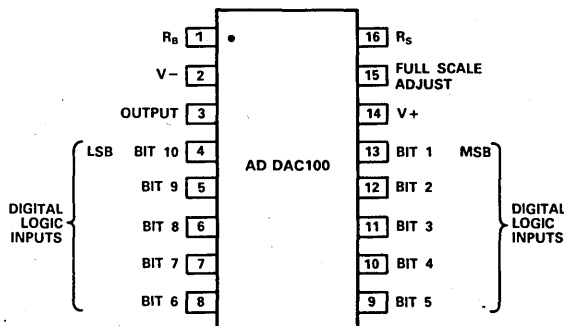 R_B 1
V− 2
OUTPUT 3
LSB BIT 10 4
BIT 9 5
BIT 8 6
BIT 7 7
BIT 6 8
DIGITAL
LOGIC
INPUTS
AD DAC100
16 R_S
15 FULL SCALE
ADJUST
14 V+
13 BIT 1 MSB
12 BIT 2
11 BIT 3
10 BIT 4
9 BIT 5
DIGITAL
LOGIC
INPUTS